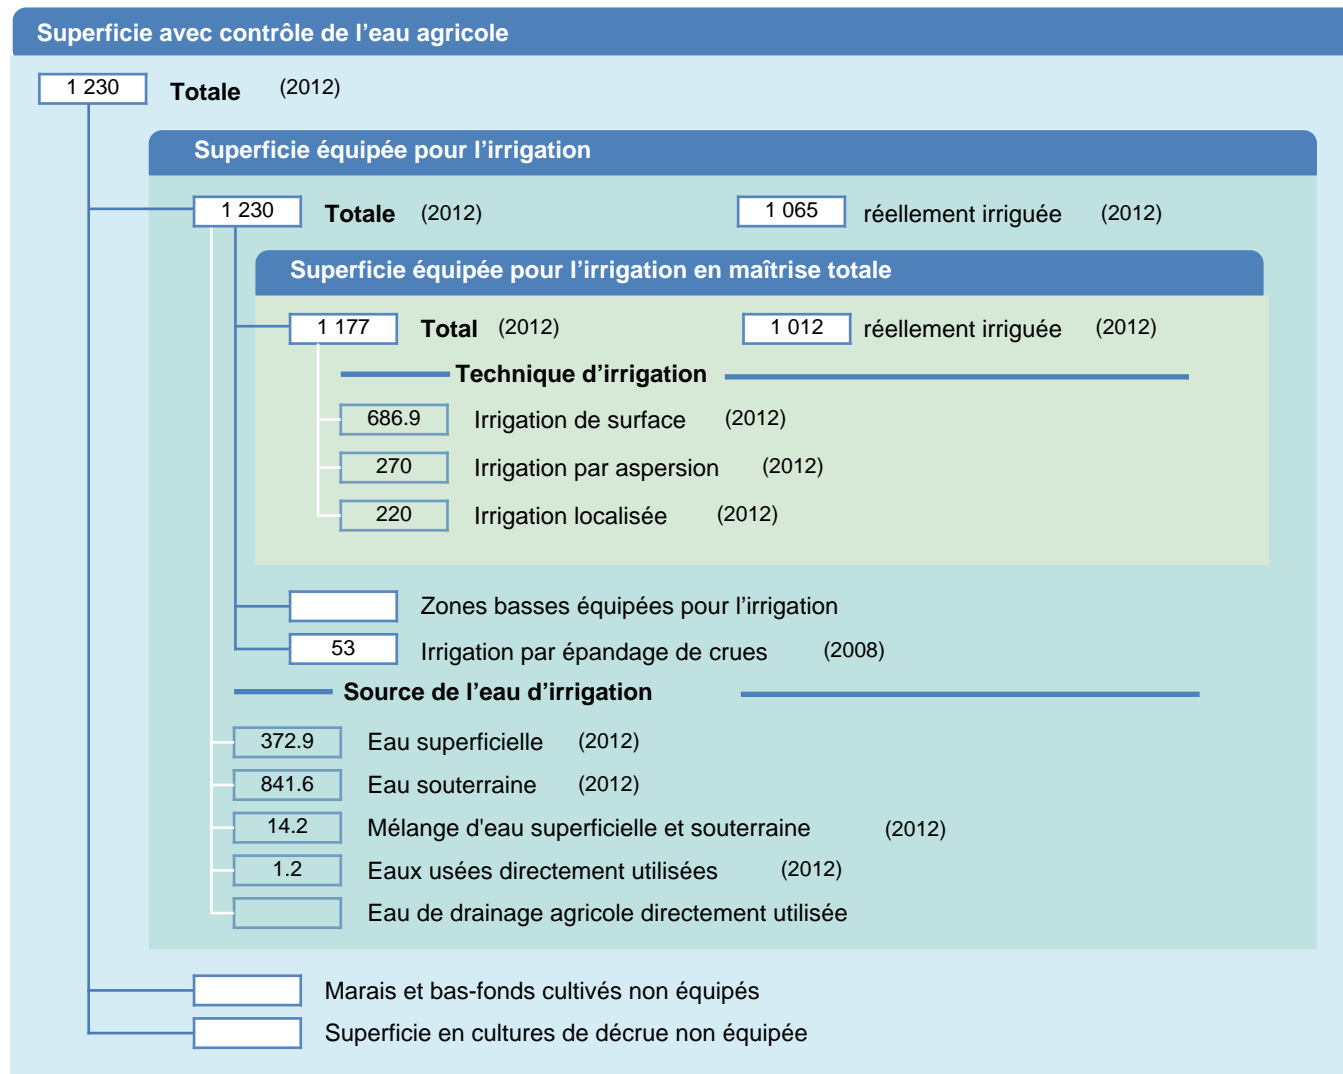 Superficie avec contrôle de l’eau agricole
1 230 Totale (2012)
Superficie équipée pour l’irrigation
1 230 Totale (2012) 1 065 réellement irriguée (2012)
Superficie équipée pour l’irrigation en maîtrise totale
1 177 Total (2012) 1 012 réellement irriguée (2012)
Technique d’irrigation
686.9 Irrigation de surface (2012)
270 Irrigation par aspersion (2012)
220 Irrigation localisée (2012)
Zones basses équipées pour l’irrigation
53 Irrigation par épandage de crues (2008)
Source de l’eau d’irrigation
372.9 Eau superficielle (2012)
841.6 Eau souterraine (2012)
14.2 Mélange d'eau superficielle et souterraine (2012)
1.2 Eaux usées directement utilisées (2012)
Eau de drainage agricole directement utilisée
Marais et bas-fonds cultivés non équipés
Superficie en cultures de décrue non équipée